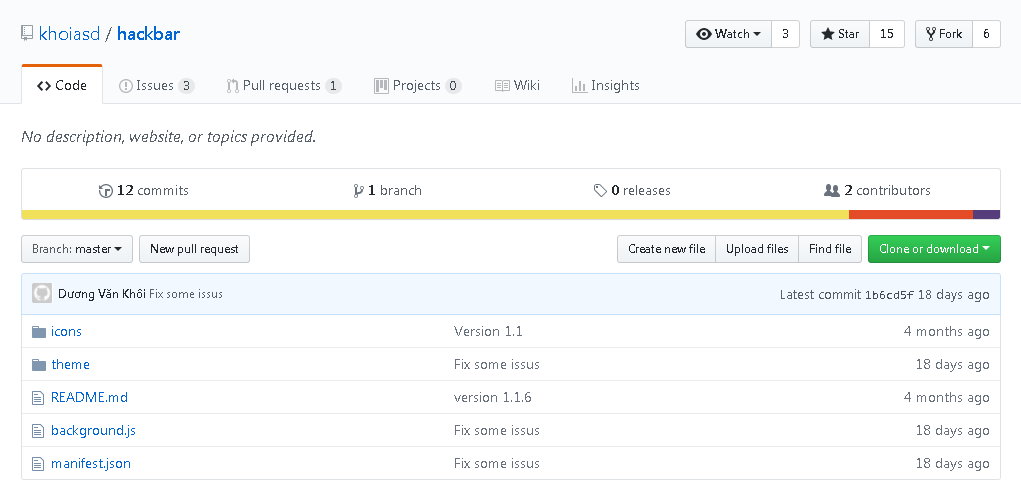 khoiasd / hackbar
Watch 3 Star 15 Fork 6
Code Issues 3 Pull requests 1 Projects 0 Wiki Insights
No description, website, or topics provided.
12 commits 1 branch 0 releases 2 contributors
Branch: master New pull request Create new file Upload files Find file Clone or download
Dương Văn Khôi Fix some issus Latest commit 1b6cd5f 18 days ago
icons Version 1.1 4 months ago
theme Fix some issus 18 days ago
README.md version 1.1.6 4 months ago
background.js Fix some issus 18 days ago
manifest.json Fix some issus 18 days ago